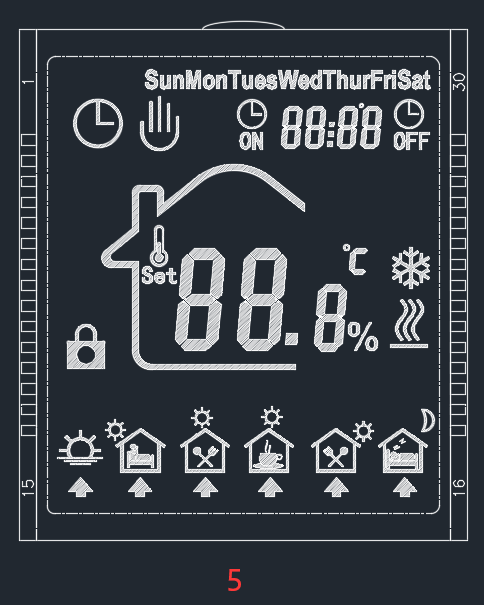 SunMonTuesWedThurFriSat
1
30
ON 88:88 OFF
°C
Set 88.8%
15
16
5